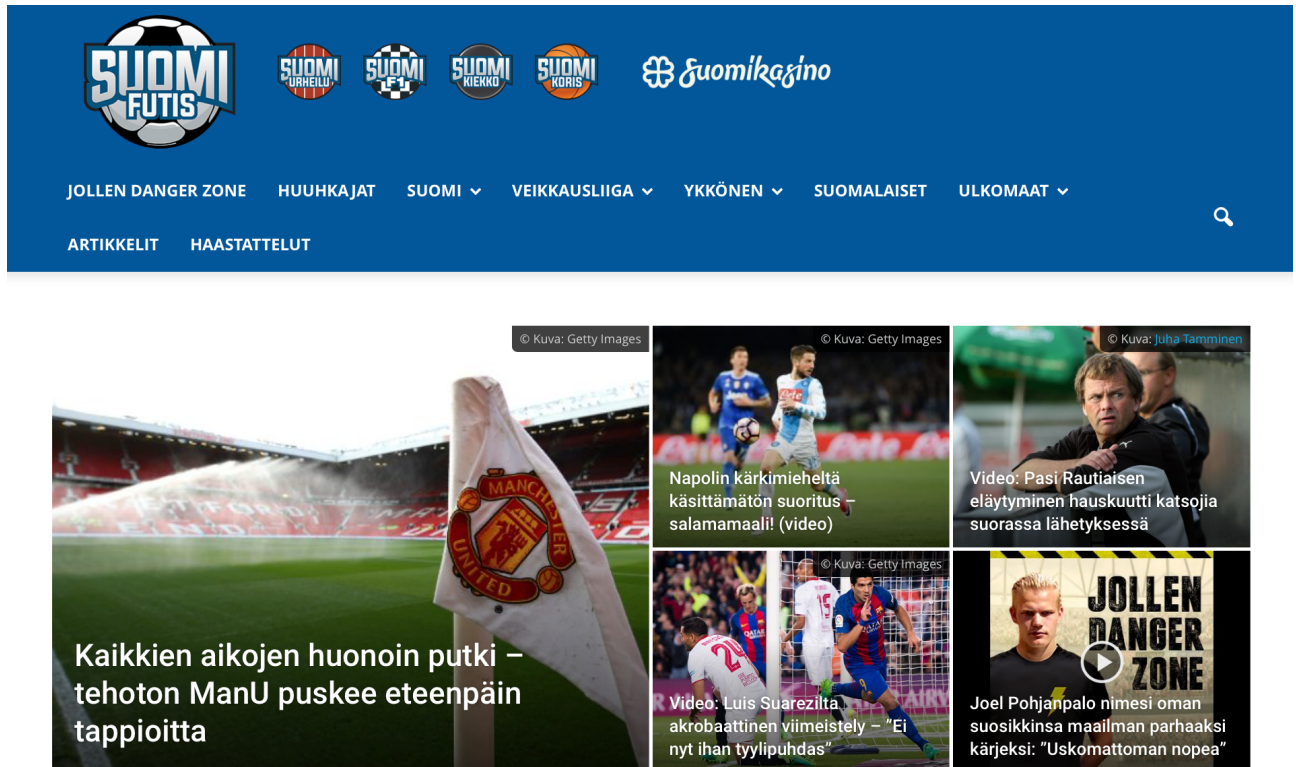 SUOMI
FUTIS
SUOMI
URHEILU
SUOMI
F1
SUOMI
KIEKKO
SUOMI
KORIS
Suomikasino
JOLLEN DANGER ZONE HUUHKAJAT SUOMI VEIKKAUSLIIGA YKKÖNEN SUOMALAISET ULKOMAAT
ARTIKKELIT HAASTATTELUT
© Kuva: Getty Images
MANCHESTER
UNITED
Kaikkien aikojen huonoin putki –
tehoton ManU puskee eteenpäin
tappioitta
© Kuva: Getty Images
Napolin kärkimieheltä
käsittämätön suoritus –
salamamaali! (video)
© Kuva: Juha Tamminen
Video: Pasi Rautiaisen
eläytyminen hauskuutti katsojia
suorassa lähetyksessä
© Kuva: Getty Images
15
24
Video: Luis Suarezilta
akrobaattinen viimeistely – ”Ei
nyt ihan tyylipuhdas”
JOLLEN
DANGER
ZONE
Joel Pohjanpalo nimesi oman
suosikkinsa maailman parhaaksi
kärjeksi: ”Uskomattoman nopea”